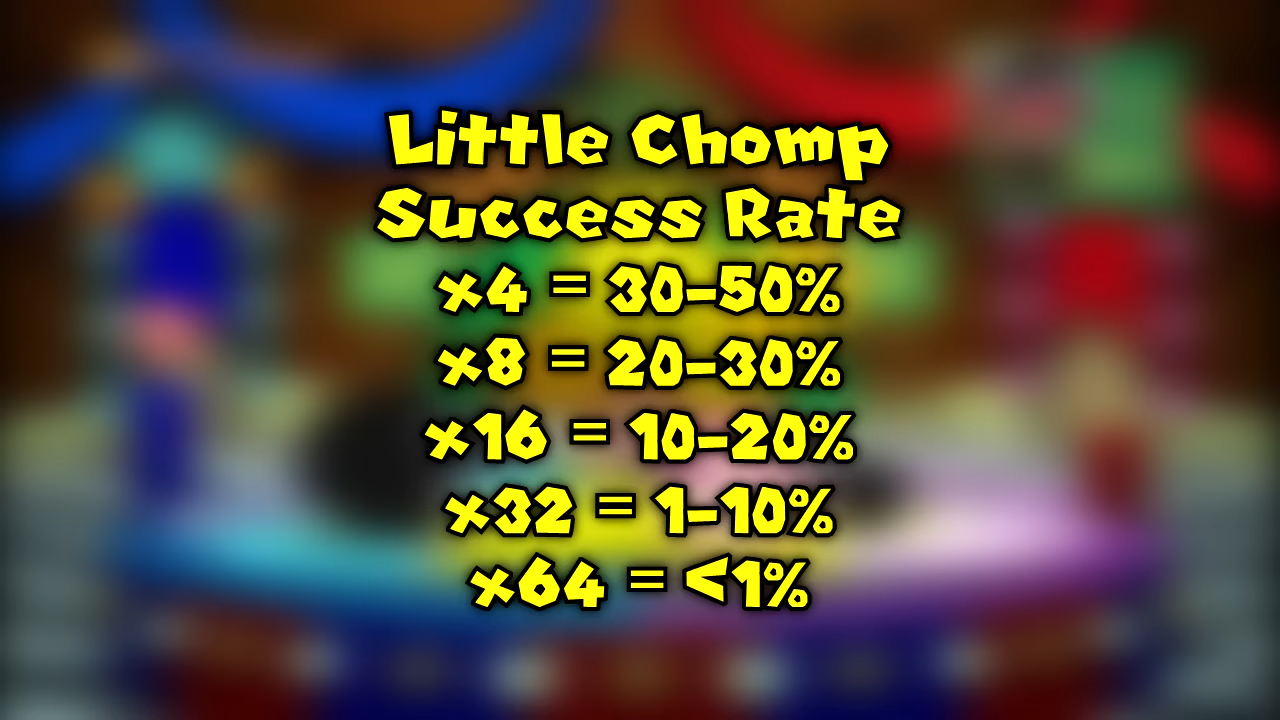 Little Chomp
Success Rate
x4 = 30-50%
x8 = 20-30%
x16 = 10-20%
x32 = 1-10%
x64 = <1%